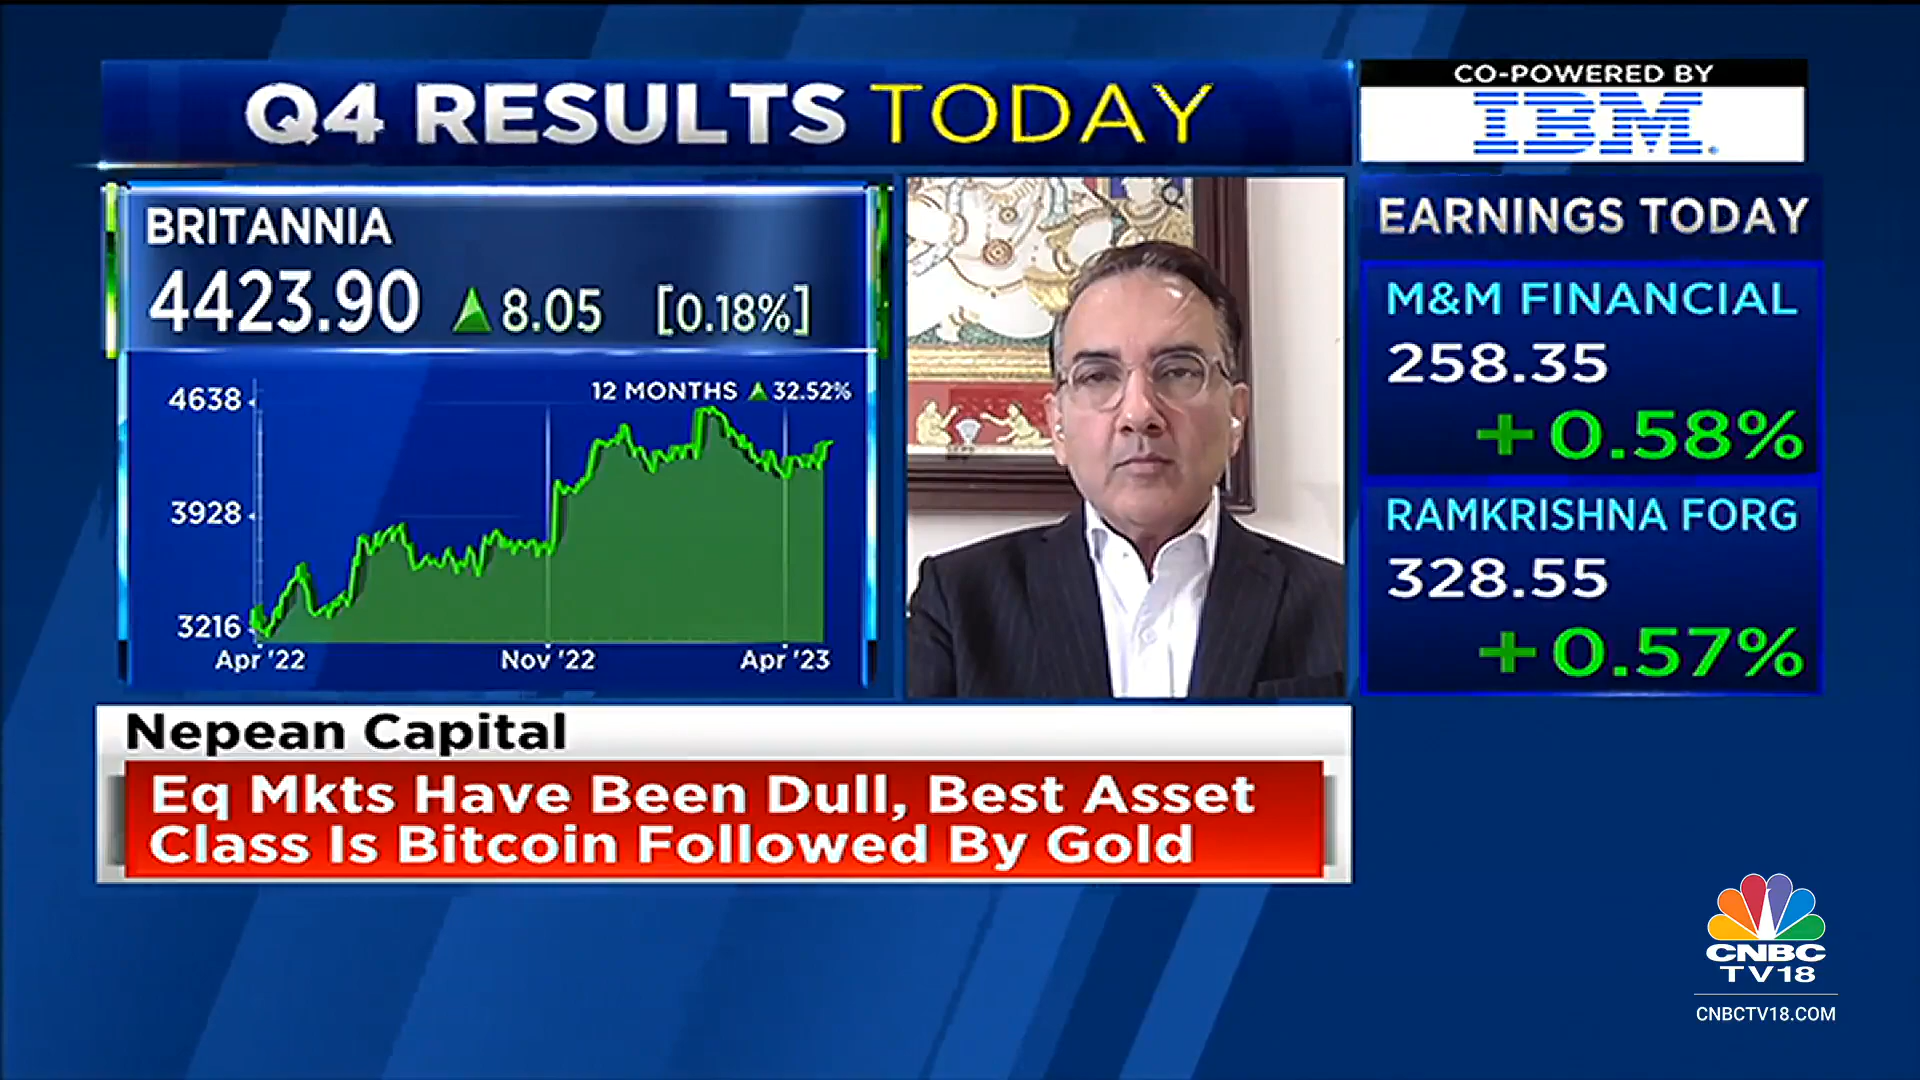 Q4 RESULTS TODAY
CO-POWERED BY
IBM
BRITANNIA
4423.90 ▲ 8.05 [0.18%]
12 MONTHS ▲ 32.52%
4638
3928
3216
Apr '22 Nov '22 Apr '23
EARNINGS TODAY
M&M FINANCIAL
258.35
+0.58%
RAMKRISHNA FORG
328.55
+0.57%
Nepean Capital
Eq Mkts Have Been Dull, Best Asset
Class Is Bitcoin Followed By Gold
CNBC
TV18
CNBCTV18.COM